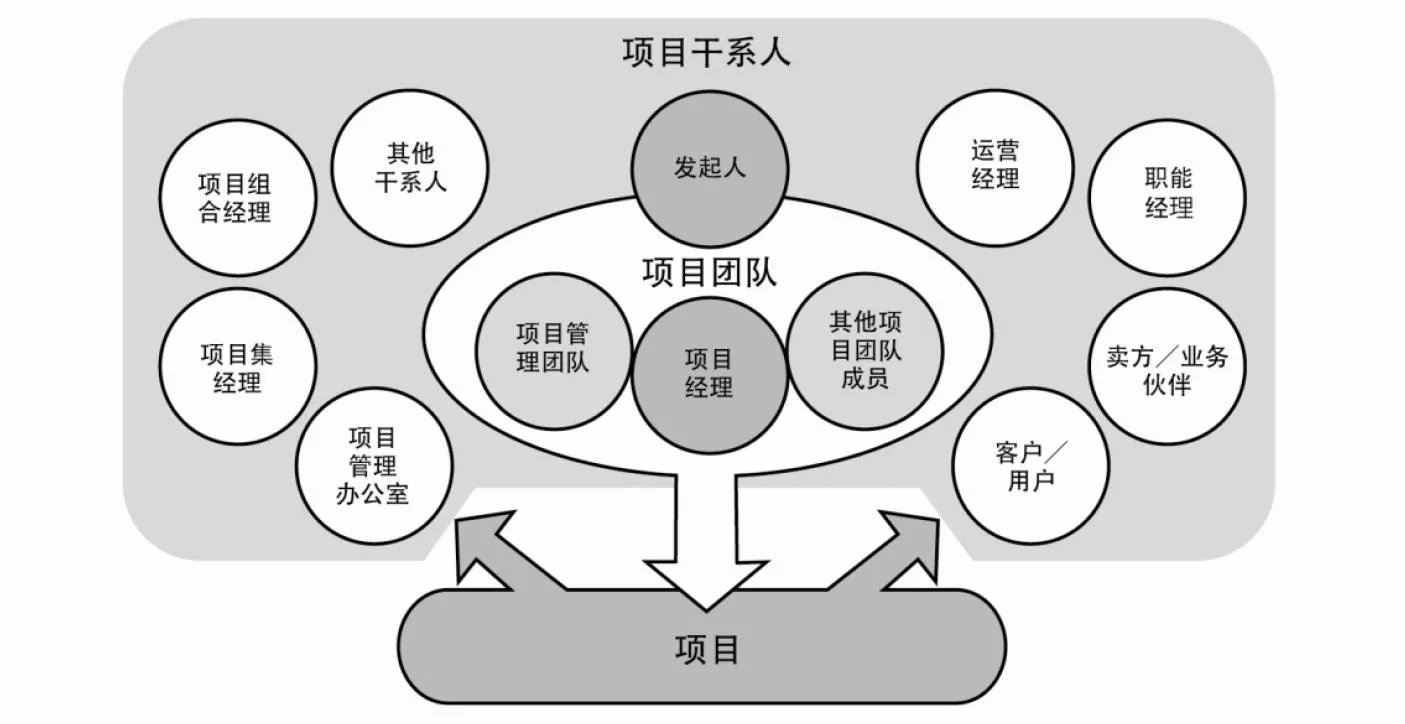 项目干系人
其他
干系人
项目组
合经理
发起人
运营
经理
职能
经理
项目团队
项目管
理团队
项目
经理
其他项
目团队
成员
项目集
经理
卖方／业务
伙伴
项目
管理
办公室
客户／
用户
项目